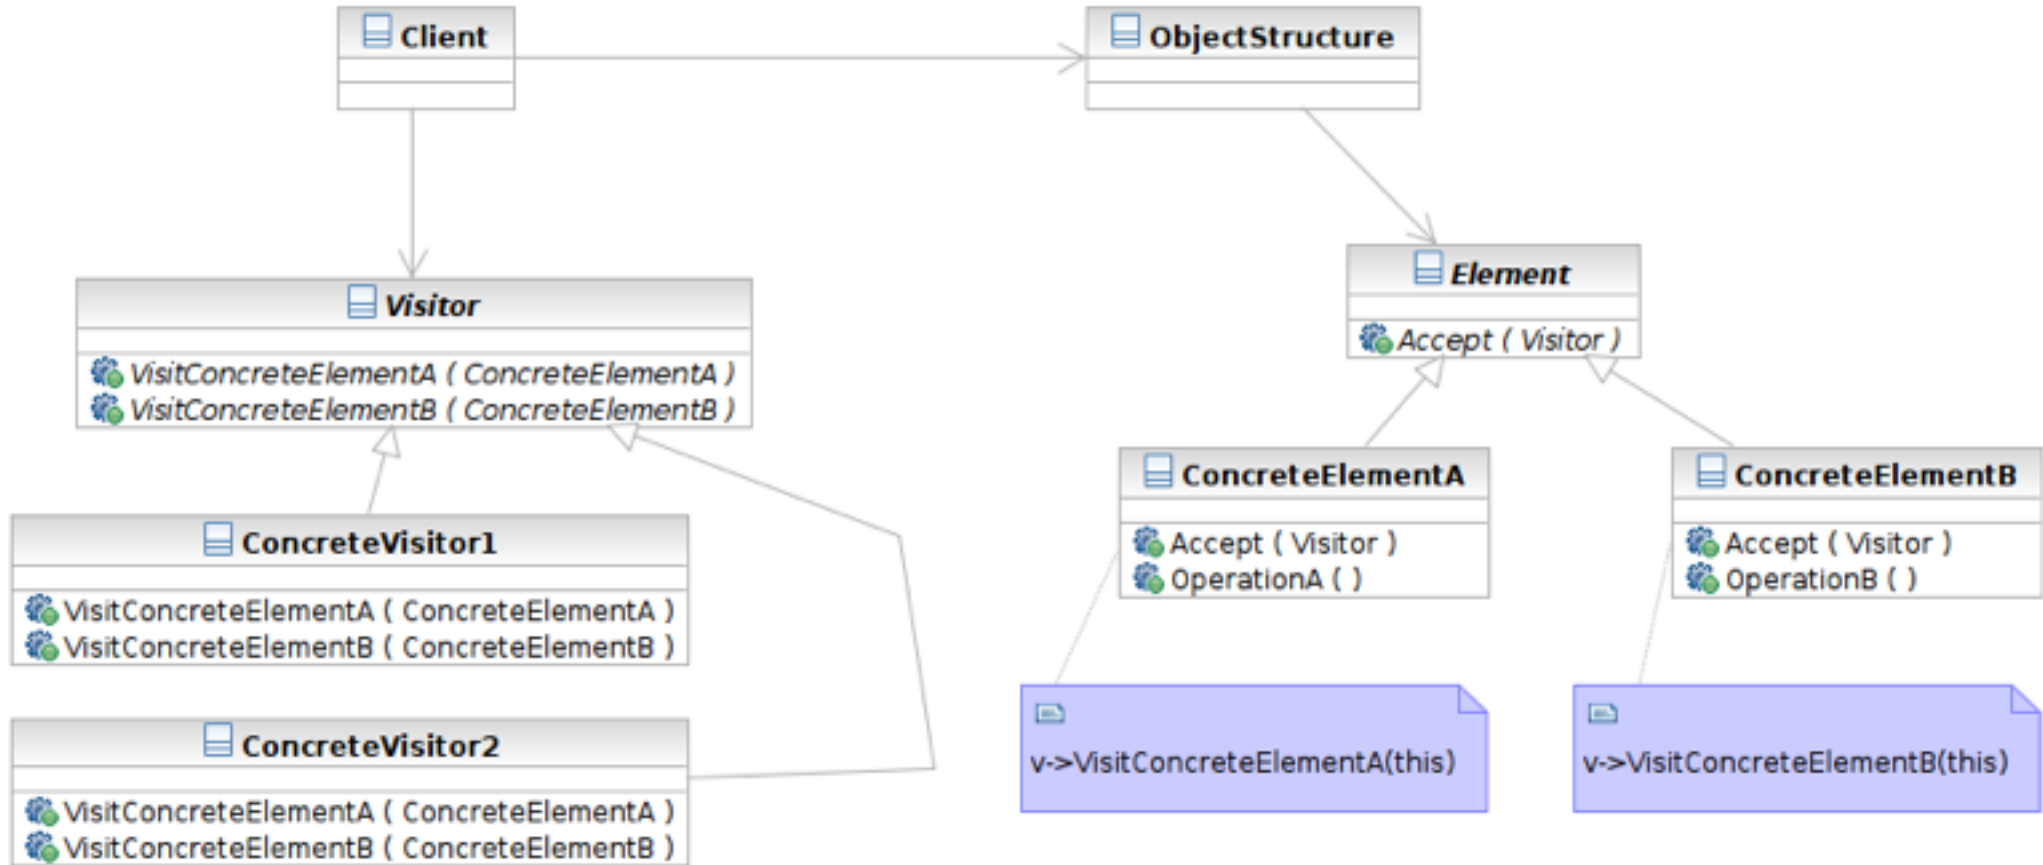 Client
ObjectStructure
Visitor
VisitConcreteElementA ( ConcreteElementA )
VisitConcreteElementB ( ConcreteElementB )
Element
Accept ( Visitor )
ConcreteVisitor1
VisitConcreteElementA ( ConcreteElementA )
VisitConcreteElementB ( ConcreteElementB )
ConcreteVisitor2
VisitConcreteElementA ( ConcreteElementA )
VisitConcreteElementB ( ConcreteElementB )
ConcreteElementA
Accept ( Visitor )
OperationA ( )
ConcreteElementB
Accept ( Visitor )
OperationB ( )
v->VisitConcreteElementA(this)
v->VisitConcreteElementB(this)